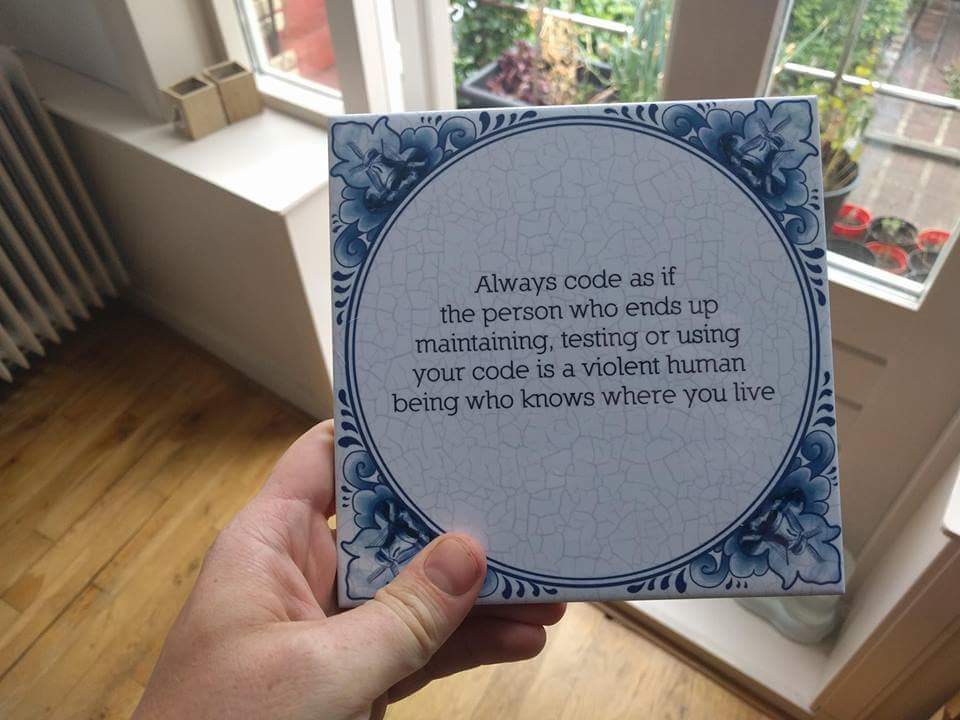 Always code as if
the person who ends up
maintaining, testing or using
your code is a violent human
being who knows where you live